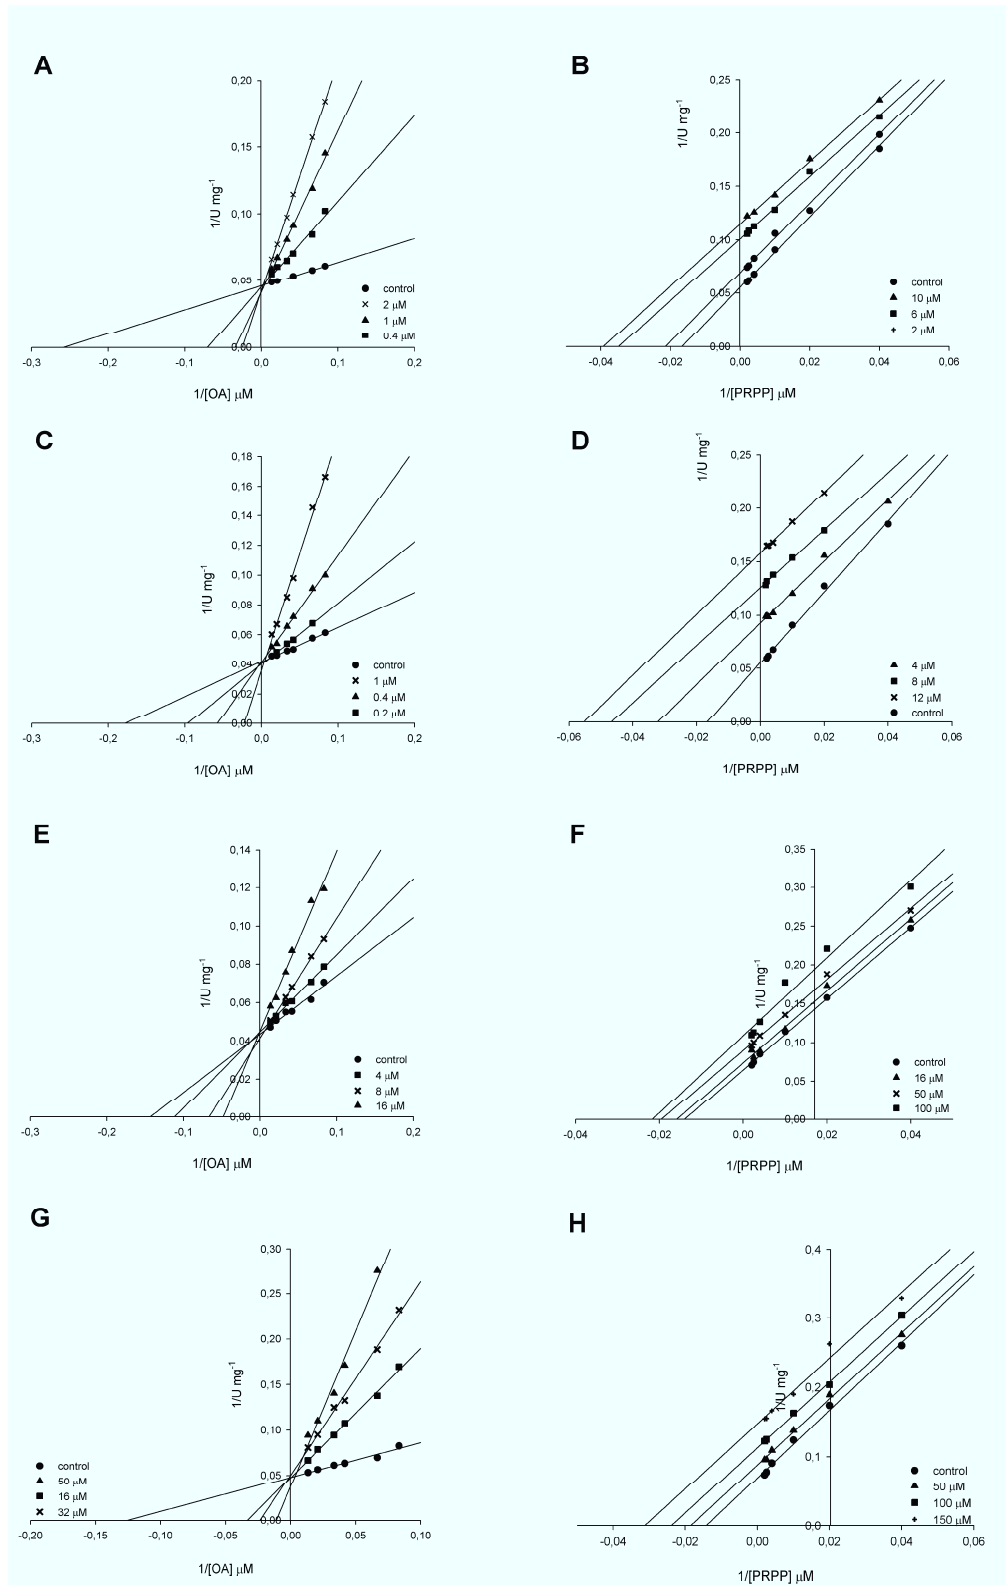 A
0,20
0,15
0,10
0,05
0,00
1/U mg-1
-0,3
-0,2
-0,1
0,0
0,1
0,2
1/[OA] μM
control
2 μM
1 μM
0.4 μM
B
0,25
0,20
0,15
0,10
0,05
0,00
1/U mg-1
-0,04
-0,02
0,00
0,02
0,04
0,06
1/[PRPP] μM
control
10 μM
6 μM
2 μM
C
0,18
0,16
0,14
0,12
0,10
0,08
0,06
0,04
0,02
0,00
1/U mg-1
-0,3
-0,2
-0,1
0,0
0,1
0,2
1/[OA] μM
control
1 μM
0.4 μM
0.2 μM
D
0,25
0,20
0,15
0,10
0,05
0,00
1/U mg-1
-0,06
-0,04
-0,02
0,00
0,02
0,04
0,06
1/[PRPP] μM
4 μM
8 μM
12 μM
control
E
0,14
0,12
0,10
0,08
0,06
0,04
0,02
0,00
1/U mg-1
-0,3
-0,2
-0,1
0,0
0,1
0,2
1/[OA] μM
control
4 μM
8 μM
16 μM
F
0,35
0,30
0,25
0,20
0,15
0,10
0,05
0,00
1/U mg-1
-0,04
-0,02
0,00
0,02
0,04
1/[PRPP] μM
control
16 μM
50 μM
100 μM
G
0,30
0,25
0,20
0,15
0,10
0,05
0,00
1/U mg-1
-0,20
-0,15
-0,10
-0,05
0,00
0,05
0,10
1/[OA] μM
control
50 μM
16 μM
32 μM
H
0,4
0,3
0,2
0,1
0,0
1/U mg-1
-0,04
-0,02
0,00
0,02
0,04
0,06
1/[PRPP] μM
control
50 μM
100 μM
150 μM